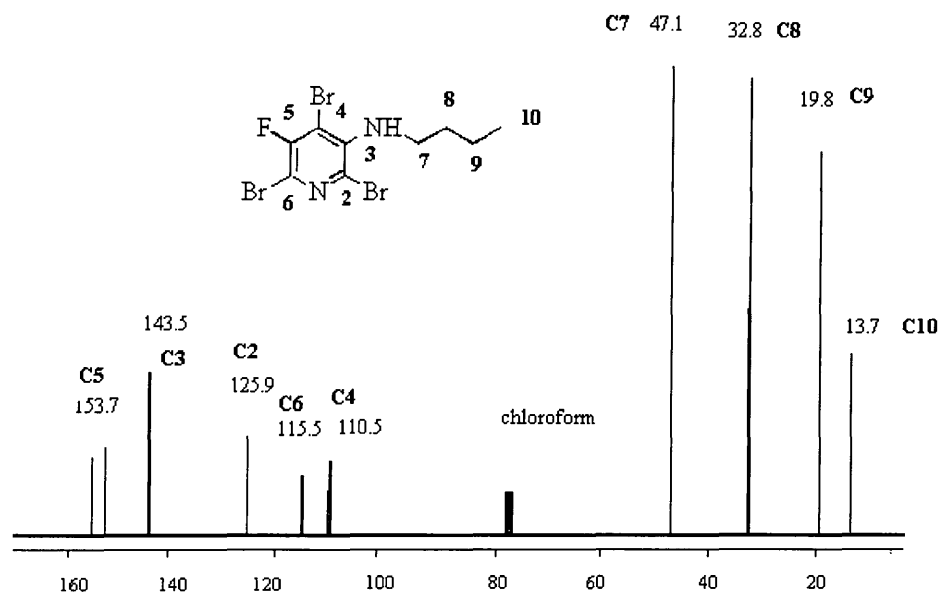 C7 47.1 32.8 C8
19.8 C9
Br
5 4 8 10
F NH
3 7 9
Br N Br
6 2
143.5
C3
C5
153.7
C2
125.9
C6 C4
115.5 110.5
chloroform
13.7 C10
160 140 120 100 80 60 40 20